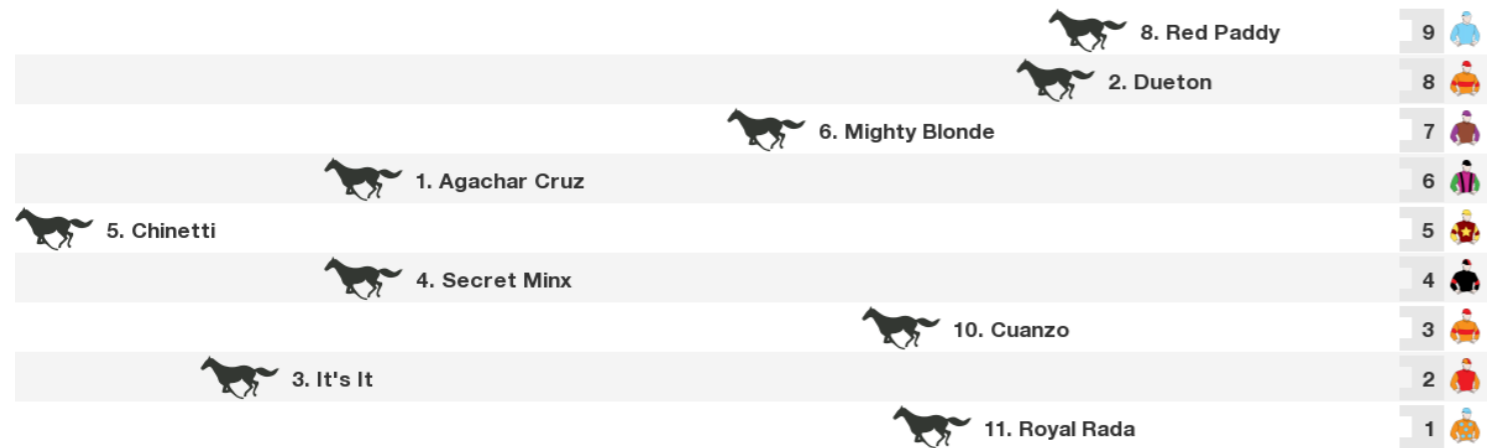 8. Red Paddy 9
2. Dueton 8
6. Mighty Blonde 7
1. Agachar Cruz 6
5. Chinetti 5
4. Secret Minx 4
10. Cuanzo 3
3. It's It 2
11. Royal Rada 1